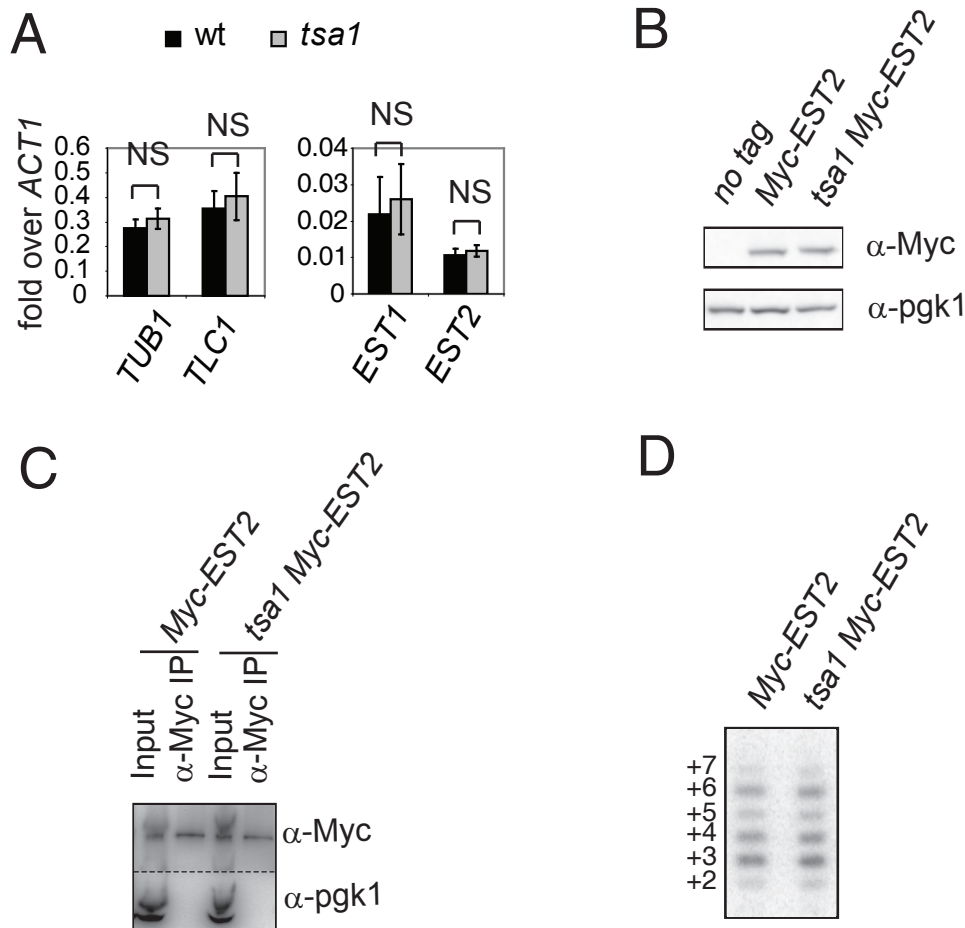 A
wt tsa1
fold over ACT1
NS NS
0.6
0.5
0.4
0.3
0.2
0.1
0
TUB1 TLC1
NS
NS
0.04
0.03
0.02
0.01
0
EST1 EST2
B
no tag Myc-EST2 tsa1 Myc-EST2
α-Myc
α-pgk1
C
Myc-EST2 tsa1 Myc-EST2
Input α-Myc IP Input α-Myc IP
α-Myc
α-pgk1
D
Myc-EST2 tsa1 Myc-EST2
+7
+6
+5
+4
+3
+2